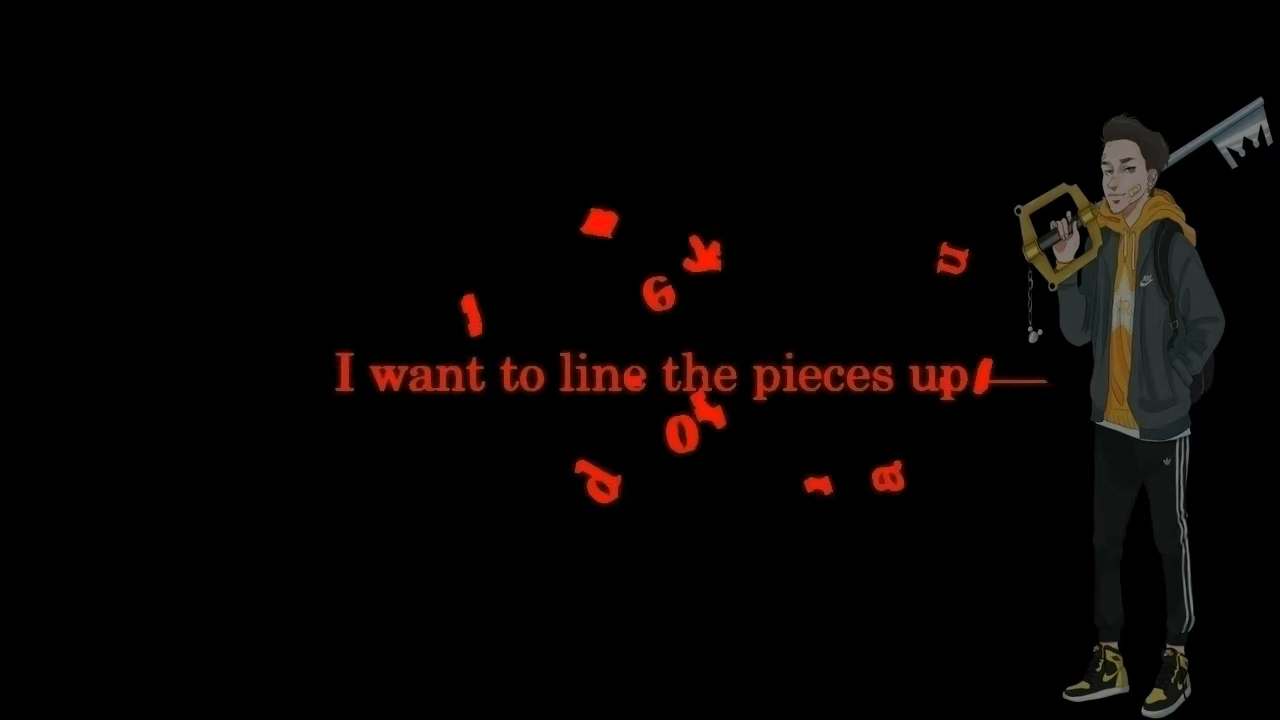 I want to line the pieces up—